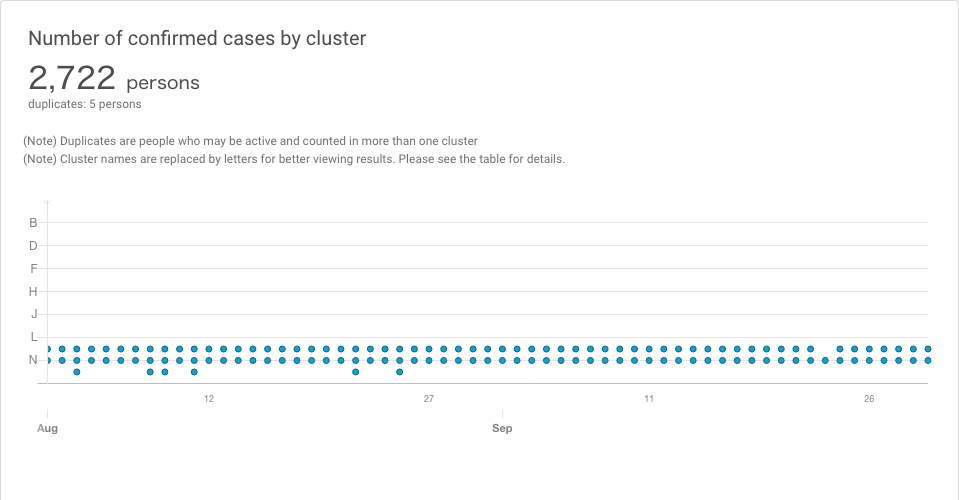 Number of confirmed cases by cluster
2,722 persons
duplicates: 5 persons
(Note) Duplicates are people who may be active and counted in more than one cluster
(Note) Cluster names are replaced by letters for better viewing results. Please see the table for details.
B
D
F
H
J
L
N
12 27 11 26
Aug Sep